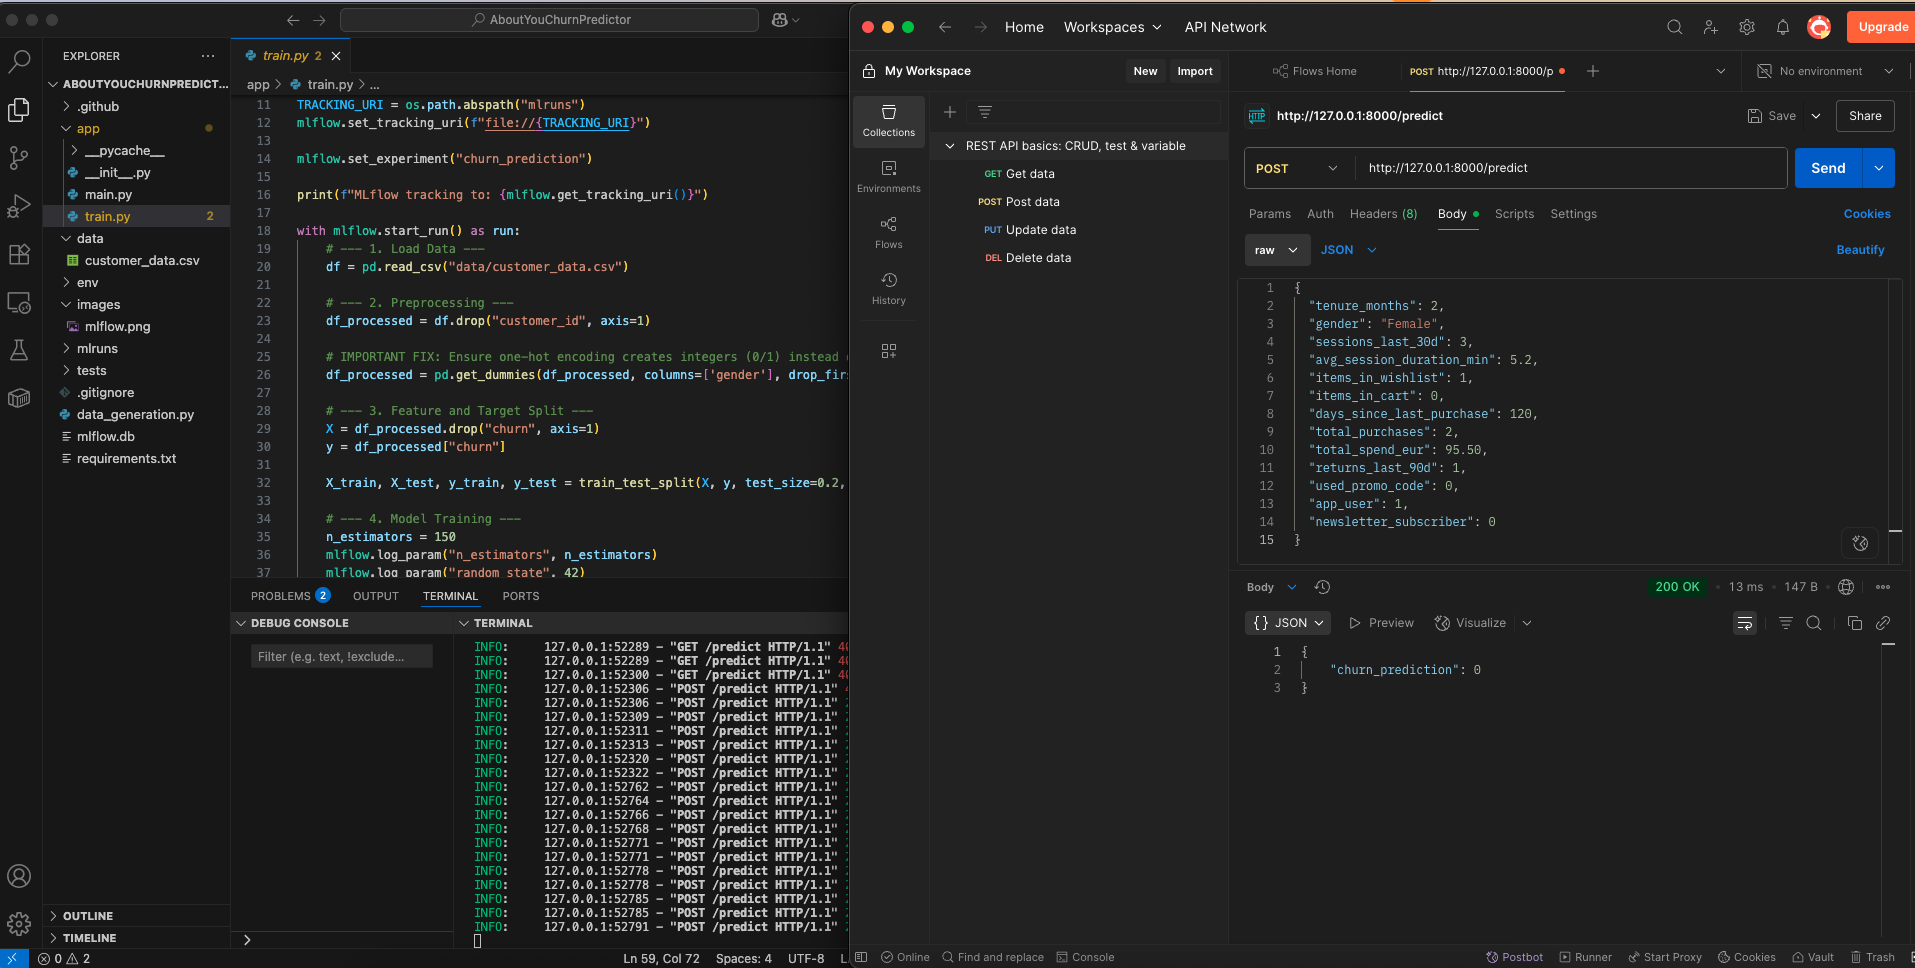 AboutYouChurnPredictor
EXPLORER
ABOUTYOUCHURNPREDICT...
.github
app
__pycache__
__init__.py
main.py
train.py 2
data
customer_data.csv
env
images
mlflow.png
mlruns
tests
.gitignore
data_generation.py
mlflow.db
requirements.txt
OUTLINE
TIMELINE
train.py 2
app > train.py > ...
11 TRACKING_URI = os.path.abspath("mlruns")
12 mlflow.set_tracking_uri(f"file://{TRACKING_URI}")
13
14 mlflow.set_experiment("churn_prediction")
15
16 print(f"MLflow tracking to: {mlflow.get_tracking_uri()}")
17
18 with mlflow.start_run() as run:
19 # --- 1. Load Data ---
20 df = pd.read_csv("data/customer_data.csv")
21
22 # --- 2. Preprocessing ---
23 df_processed = df.drop("customer_id", axis=1)
24
25 # IMPORTANT FIX: Ensure one-hot encoding creates integers (0/1) instead
26 df_processed = pd.get_dummies(df_processed, columns=['gender'], drop_fir
27
28 # --- 3. Feature and Target Split ---
29 X = df_processed.drop("churn", axis=1)
30 y = df_processed["churn"]
31
32 X_train, X_test, y_train, y_test = train_test_split(X, y, test_size=0.2,
33
34 # --- 4. Model Training ---
35 n_estimators = 150
36 mlflow.log_param("n_estimators", n_estimators)
37 mlflow.log_param("random_state", 42)
PROBLEMS 2 OUTPUT TERMINAL PORTS
DEBUG CONSOLE
Filter (e.g. text, !exclude...
TERMINAL
INFO: 127.0.0.1:52289 - "GET /predict HTTP/1.1" 40
INFO: 127.0.0.1:52289 - "GET /predict HTTP/1.1" 40
INFO: 127.0.0.1:52300 - "GET /predict HTTP/1.1" 40
INFO: 127.0.0.1:52306 - "POST /predict HTTP/1.1" 4
INFO: 127.0.0.1:52306 - "POST /predict HTTP/1.1" 2
INFO: 127.0.0.1:52309 - "POST /predict HTTP/1.1" 2
INFO: 127.0.0.1:52311 - "POST /predict HTTP/1.1" 2
INFO: 127.0.0.1:52313 - "POST /predict HTTP/1.1" 2
INFO: 127.0.0.1:52320 - "POST /predict HTTP/1.1" 2
INFO: 127.0.0.1:52322 - "POST /predict HTTP/1.1" 2
INFO: 127.0.0.1:52762 - "POST /predict HTTP/1.1" 2
INFO: 127.0.0.1:52764 - "POST /predict HTTP/1.1" 2
INFO: 127.0.0.1:52766 - "POST /predict HTTP/1.1" 2
INFO: 127.0.0.1:52768 - "POST /predict HTTP/1.1" 2
INFO: 127.0.0.1:52771 - "POST /predict HTTP/1.1" 2
INFO: 127.0.0.1:52771 - "POST /predict HTTP/1.1" 2
INFO: 127.0.0.1:52778 - "POST /predict HTTP/1.1" 2
INFO: 127.0.0.1:52778 - "POST /predict HTTP/1.1" 2
INFO: 127.0.0.1:52785 - "POST /predict HTTP/1.1" 2
INFO: 127.0.0.1:52785 - "POST /predict HTTP/1.1" 2
INFO: 127.0.0.1:52791 - "POST /predict HTTP/1.1" 2
0 2 Ln 59, Col 72 Spaces: 4 UTF-8
Home Workspaces API Network Upgrade
My Workspace New Import
Collections
Environments
Flows
History
REST API basics: CRUD, test & variable
GET Get data
POST Post data
PUT Update data
DEL Delete data
Flows Home POST http://127.0.0.1:8000/p No environment
HTTP http://127.0.0.1:8000/predict Save Share
POST http://127.0.0.1:8000/predict Send
Params Auth Headers (8) Body Scripts Settings Cookies
raw JSON Beautify
1 {
2 "tenure_months": 2,
3 "gender": "Female",
4 "sessions_last_30d": 3,
5 "avg_session_duration_min": 5.2,
6 "items_in_wishlist": 1,
7 "items_in_cart": 0,
8 "days_since_last_purchase": 120,
9 "total_purchases": 2,
10 "total_spend_eur": 95.50,
11 "returns_last_90d": 1,
12 "used_promo_code": 0,
13 "app_user": 1,
14 "newsletter_subscriber": 0
15 }
Body 200 OK • 13 ms • 147 B
{} JSON Preview Visualize
1 {
2 "churn_prediction": 0
3 }
Online Find and replace Console Postbot Runner Start Proxy Cookies Vault Trash